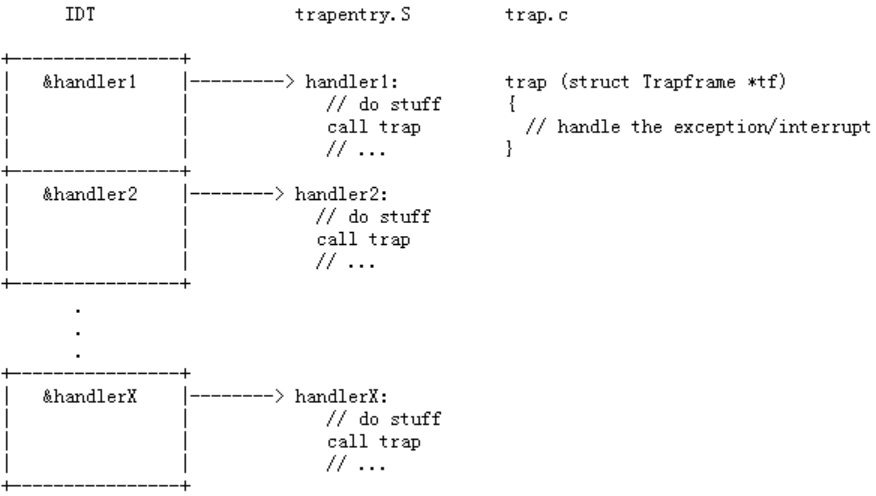 IDT                   trapentry.S         trap.c

+----------------+
|   &handler1    |---------> handler1:          trap (struct Trapframe *tf)
|                |             // do stuff      {
|                |             call trap          // handle the exception/interrupt
|                |             // ...           }
+----------------+
|   &handler2    |--------> handler2:
|                |            // do stuff
|                |            call trap
|                |            // ...
+----------------+
       .
       .
       .
+----------------+
|   &handlerX    |--------> handlerX:
|                |             // do stuff
|                |             call trap
|                |             // ...
+----------------+